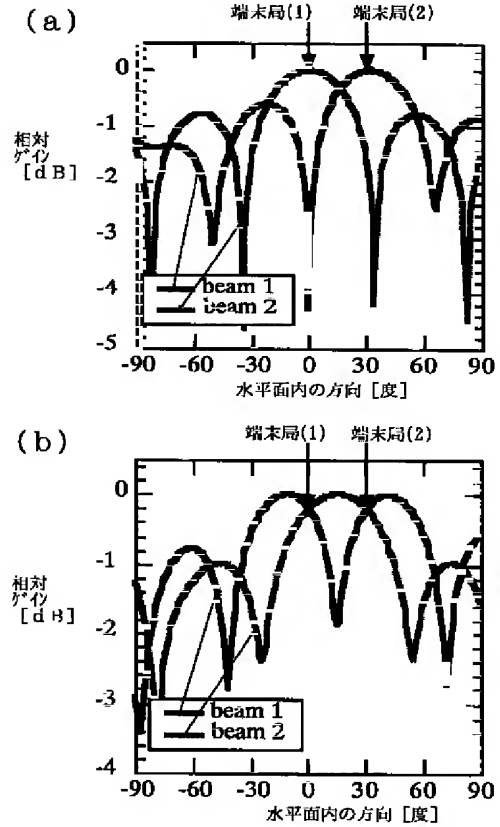 (a)
端末局(1) 端末局(2)
0
-1
相対
ゲイン
[dB]
-2
-3
-4
beam 1
beam 2
-5
-90 -60 -30 0 30 60 90
水平面内の方向 [度]
(b)
端末局(1) 端末局(2)
0
-1
相対
ゲイン
[dB]
-2
-3
beam 1
beam 2
-4
-90 -60 -30 0 30 60 90
水平面内の方向 [度]